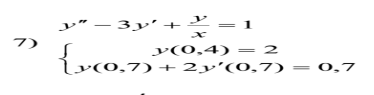 y″ − 3y′ + y/x = 1
7) { y(0,4) = 2
y(0,7) + 2y′(0,7) = 0,7